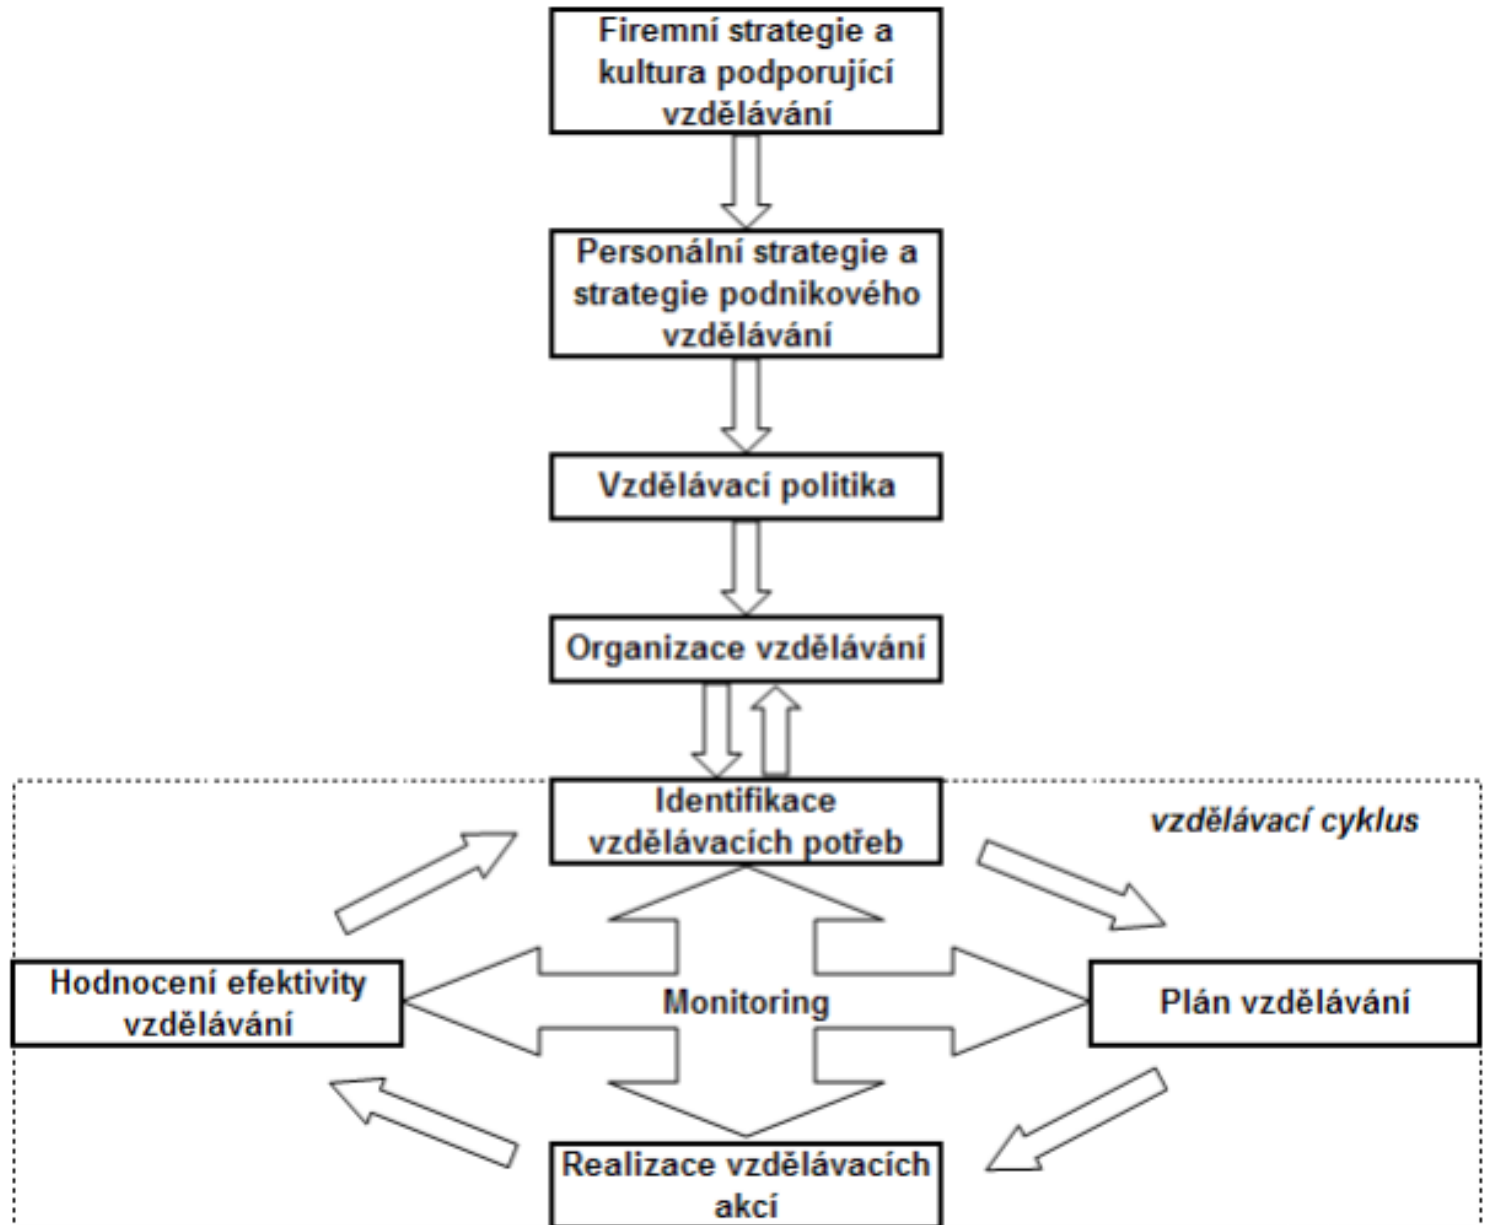 Firemní strategie a
kultura podporující
vzdělávání
Personální strategie a
strategie podnikového
vzdělávání
Vzdělávací politika
Organizace vzdělávání
Identifikace
vzdělávacích potřeb
vzdělávací cyklus
Hodnocení efektivity
vzdělávání
Monitoring
Plán vzdělávání
Realizace vzdělávacích
akcí